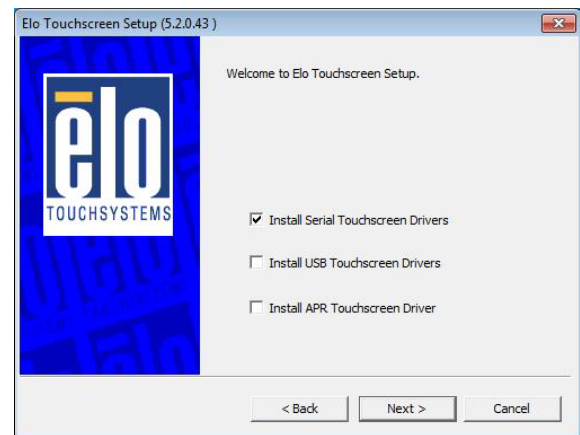 Elo Touchscreen Setup (5.2.0.43 )
Welcome to Elo Touchscreen Setup.
ēlo
TOUCHSYSTEMS
Install Serial Touchscreen Drivers
Install USB Touchscreen Drivers
Install APR Touchscreen Driver
< Back
Next >
Cancel